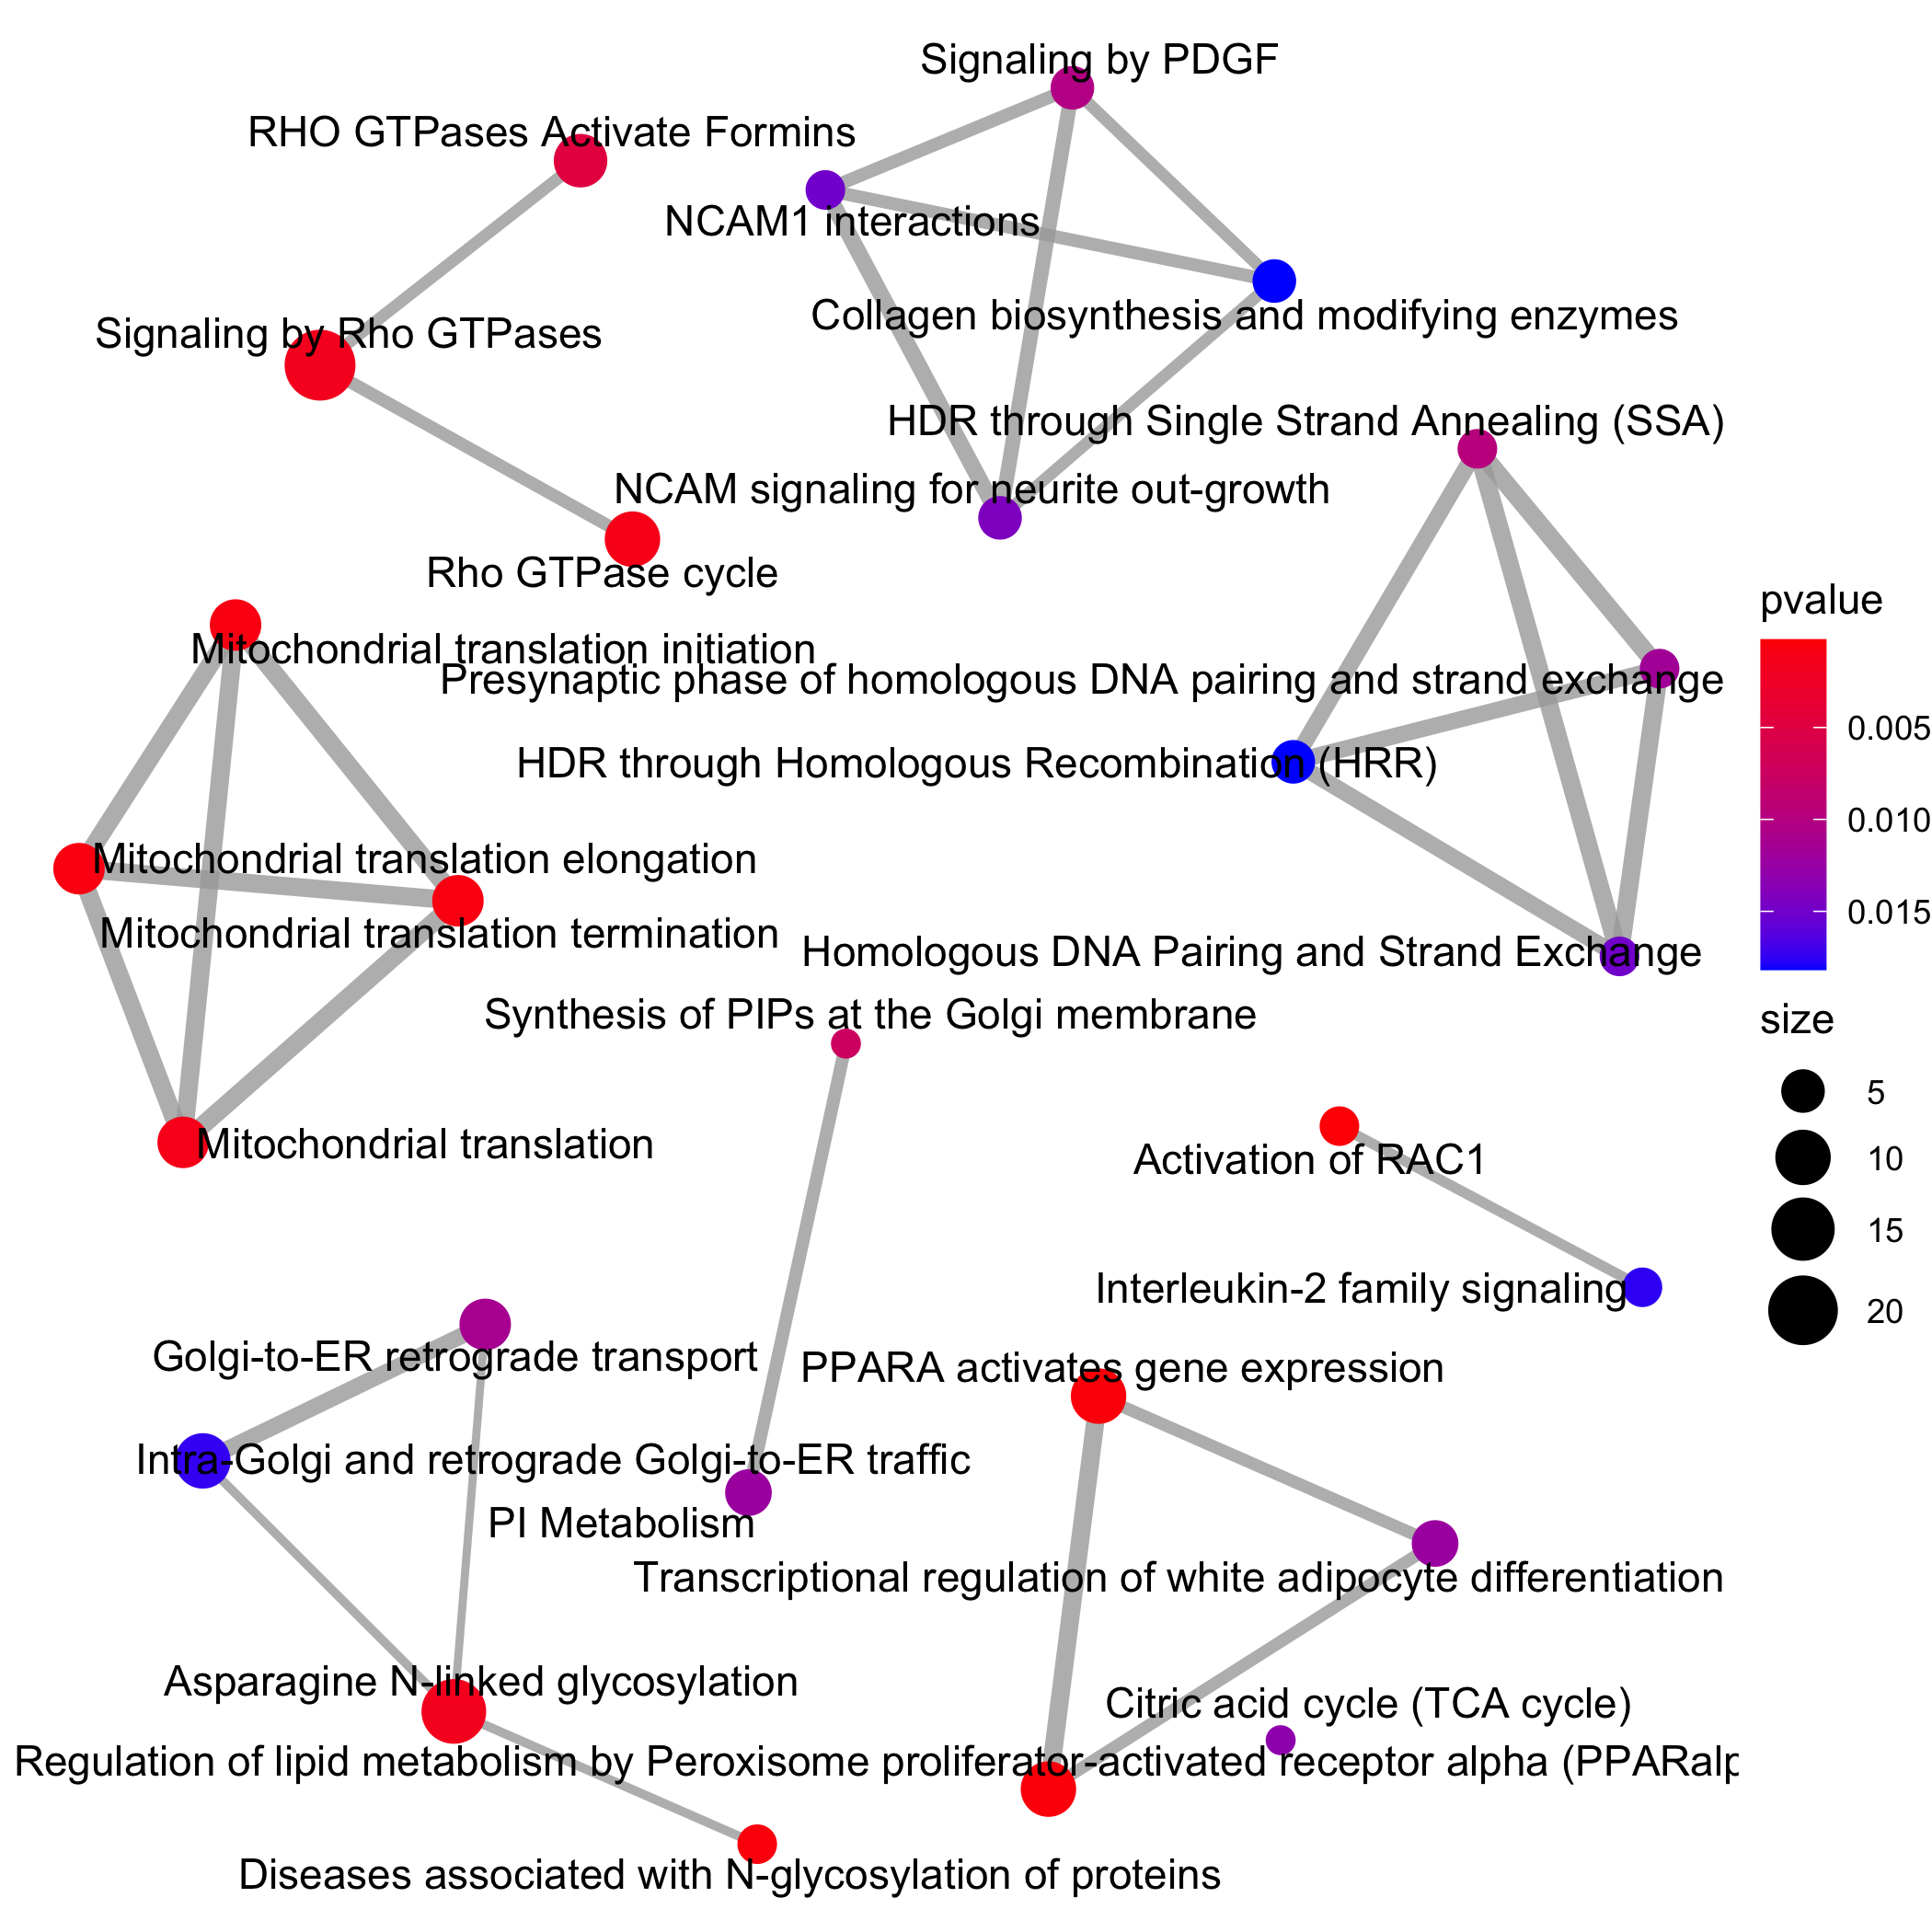 Signaling by PDGF
RHO GTPases Activate Formins
NCAM1 interactions
Collagen biosynthesis and modifying enzymes
Signaling by Rho GTPases
HDR through Single Strand Annealing (SSA)
NCAM signaling for neurite out-growth
Rho GTPase cycle
pvalue
Mitochondrial translation initiation
Presynaptic phase of homologous DNA pairing and strand exchange
0.005
HDR through Homologous Recombination (HRR)
0.010
Mitochondrial translation elongation
0.015
Mitochondrial translation termination
Homologous DNA Pairing and Strand Exchange
Synthesis of PIPs at the Golgi membrane
size
5
Mitochondrial translation
Activation of RAC1
10
15
Interleukin-2 family signaling
20
Golgi-to-ER retrograde transport
PPARA activates gene expression
Intra-Golgi and retrograde Golgi-to-ER traffic
PI Metabolism
Transcriptional regulation of white adipocyte differentiation
Asparagine N-linked glycosylation
Citric acid cycle (TCA cycle)
Regulation of lipid metabolism by Peroxisome proliferator-activated receptor alpha (PPARalp
Diseases associated with N-glycosylation of proteins